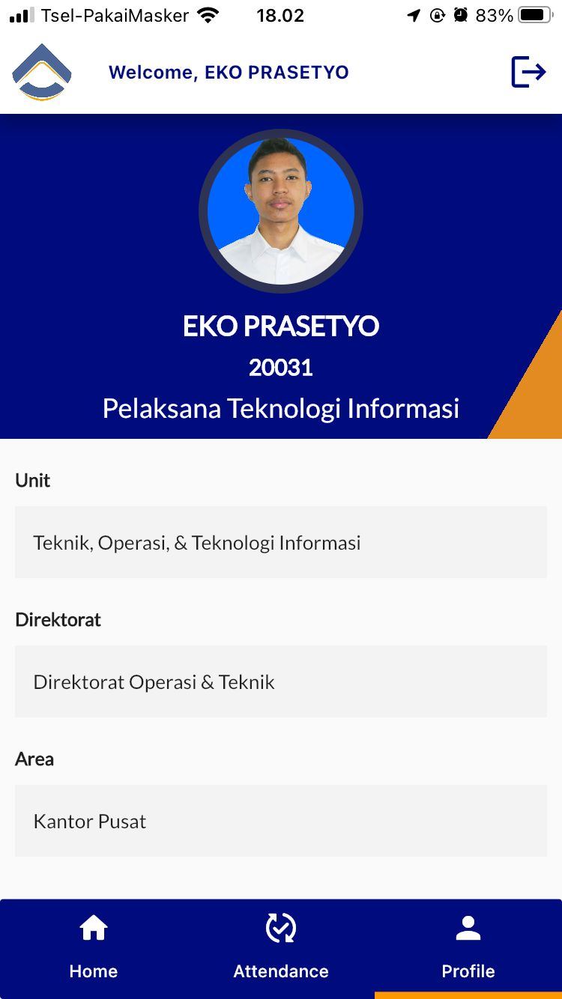 Tsel-PakaiMasker 18.02 83%
Welcome, EKO PRASETYO
EKO PRASETYO
20031
Pelaksana Teknologi Informasi
Unit
Teknik, Operasi, & Teknologi Informasi
Direktorat
Direktorat Operasi & Teknik
Area
Kantor Pusat
Home Attendance Profile